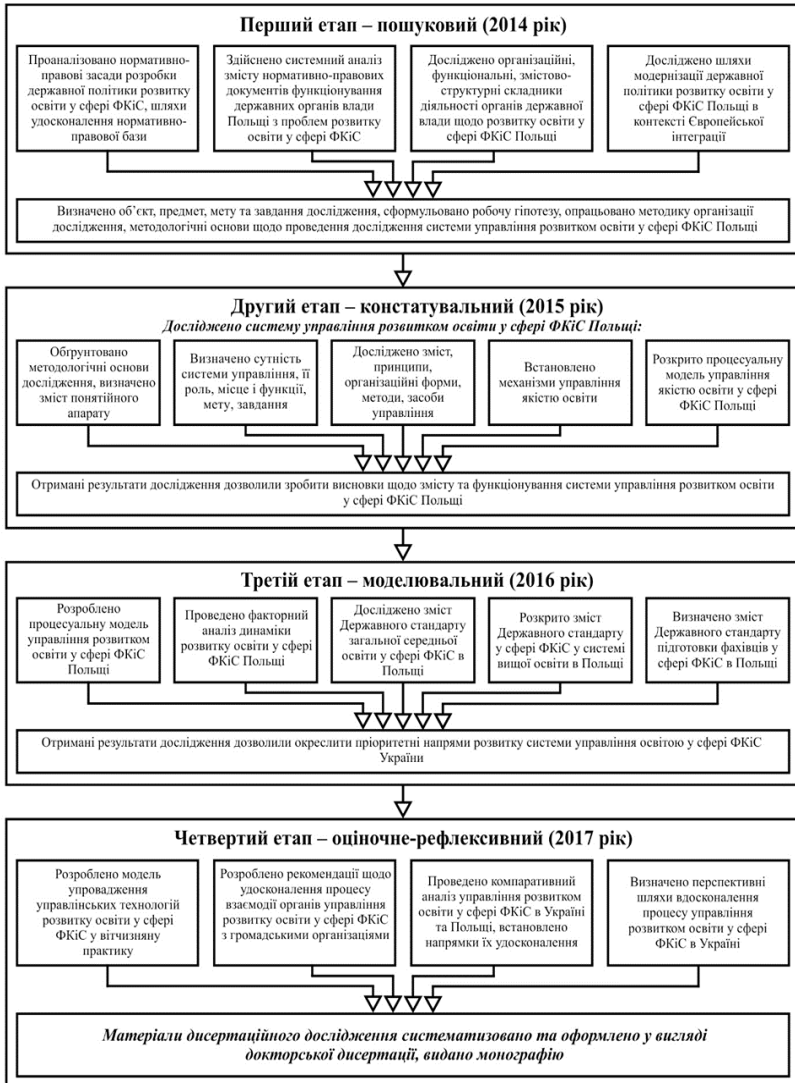 Перший етап – пошуковий (2014 рік)
Проаналізовано нормативно-
правові засади розробки
державної політики розвитку
освіти у сфері ФКіС, шляхи
удосконалення нормативно-
правової бази
Здійснено системний аналіз
змісту нормативно-правових
документів функціонування
державних органів влади
Польщі з проблем розвитку
освіти у сфері ФКіС
Досліджено організаційні,
функціональні, змістово-
структурні складники
діяльності органів державної
влади щодо розвитку освіти у
сфері ФКіС Польщі
Досліджено шляхи
модернізації державної
політики розвитку освіти у
сфері ФКіС Польщі в
контексті Європейської
інтеграції
Визначено об’єкт, предмет, мету та завдання дослідження, сформульовано робочу гіпотезу, опрацьовано методику організації
дослідження, методологічні основи щодо проведення дослідження системи управління розвитком освіти у сфері ФКіС Польщі
Другий етап – констатувальний (2015 рік)
Досліджено систему управління розвитком освіти у сфері ФКіС Польщі:
Обґрунтовано
методологічні основи
дослідження, визначено
зміст понятійного
апарату
Визначено сутність
системи управління, її
роль, місце і функції,
мету, завдання
Досліджено зміст,
принципи,
організаційні форми,
методи, засоби
управління
Встановлено
механізми управління
якістю освіти
Розкрито процесуальну
модель управління
якістю освіти у сфері
ФКіС Польщі
Отримані результати дослідження дозволили зробити висновки щодо змісту та функціонування системи управління розвитком освіти
у сфері ФКіС Польщі
Третій етап – моделювальний (2016 рік)
Розроблено
процесуальну модель
управління розвитком
освіти у сфері ФКіС
Польщі
Проведено факторний
аналіз динаміки
розвитку освіти у сфері
ФКіС Польщі
Досліджено зміст
Державного стандарту
загальної середньої
освіти у сфері ФКіС в
Польщі
Розкрито зміст
Державного стандарту
у сфері ФКіС у системі
вищої освіти в Польщі
Визначено зміст
Державного стандарту
підготовки фахівців у
сфері ФКіС в Польщі
Отримані результати дослідження дозволили окреслити пріоритетні напрями розвитку системи управління освітою у сфері ФКіС
України
Четвертий етап – оціночне-рефлексивний (2017 рік)
Розроблено модель
упровадження
управлінських технологій
розвитку освіти у сфері
ФКіС у вітчизняну
практику
Розроблено рекомендації щодо
удосконалення процесу
взаємодії органів управління
розвитку освіти у сфері ФКіС
з громадськими організаціями
Проведено компаративний
аналіз управління розвитком
освіти у сфері ФКіС в Україні
та Польщі, встановлено
напрямки їх удосконалення
Визначено перспективні
шляхи вдосконалення
процесу управління
розвитком освіти у сфері
ФКіС в Україні
Матеріали дисертаційного дослідження систематизовано та оформлено у вигляді
докторської дисертації, видано монографію